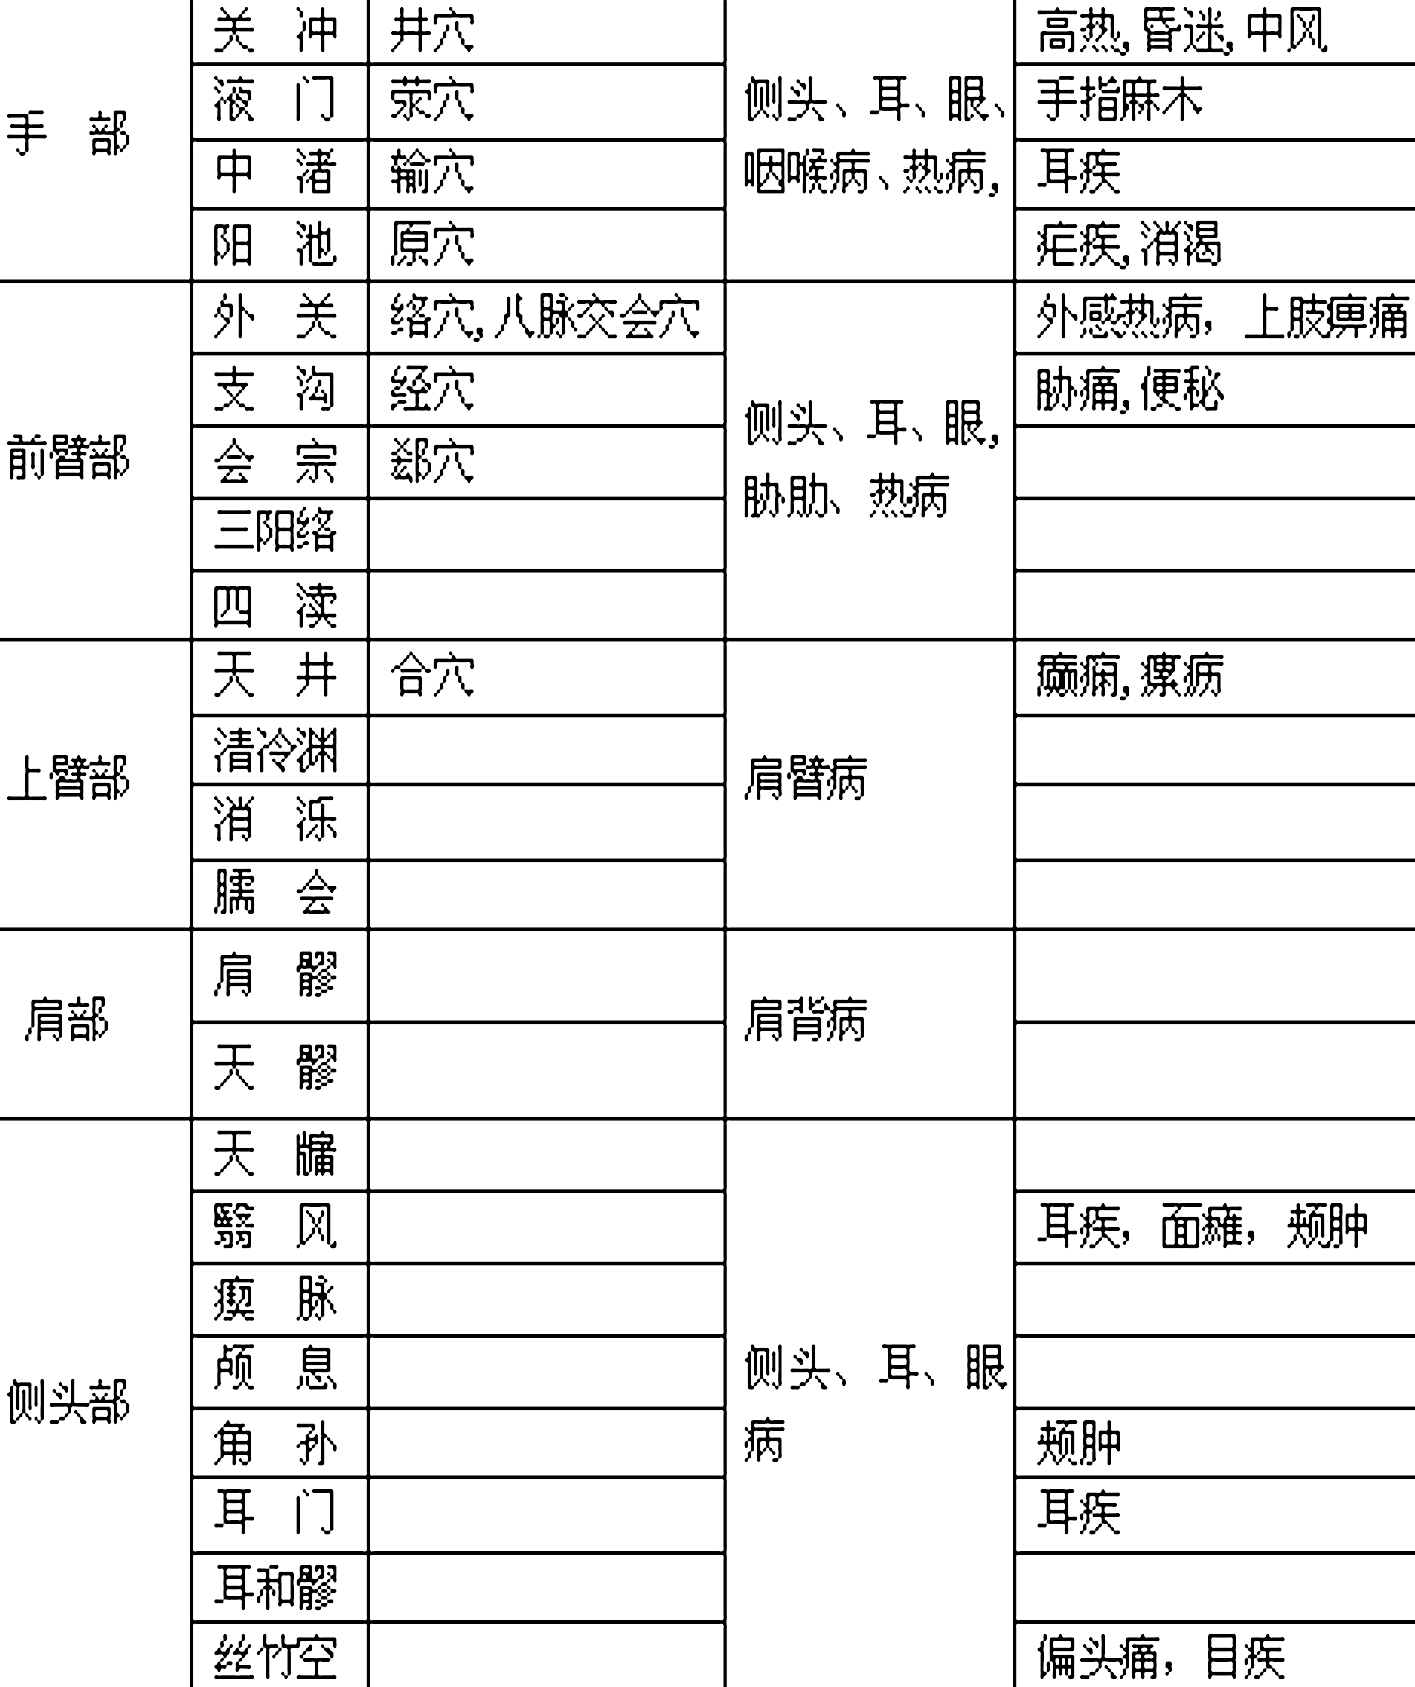 手 部 关 冲 井穴 侧头、耳、眼、咽喉病、热病, 高热,昏迷,中风
液 门 荥穴 手指麻木
中 渚 输穴 耳疾
阳 池 原穴 疟疾,消渴
前臂部 外 关 络穴,八脉交会穴 侧头、耳、眼,胁肋、热病 外感热病，上肢痹痛
支 沟 经穴 胁痛,便秘
会 宗 郄穴
三阳络
四 渎
上臂部 天 井 合穴 肩臂病 癫痫,瘰疬
清冷渊
消 泺
臑 会
肩部 肩 髎 肩背病
天 髎
侧头部 天 牖 侧头、耳、眼病
翳 风 耳疾，面瘫，颊肿
瘈 脉
颅 息
角 孙 颊肿
耳 门 耳疾
耳和髎
丝竹空 偏头痛，目疾